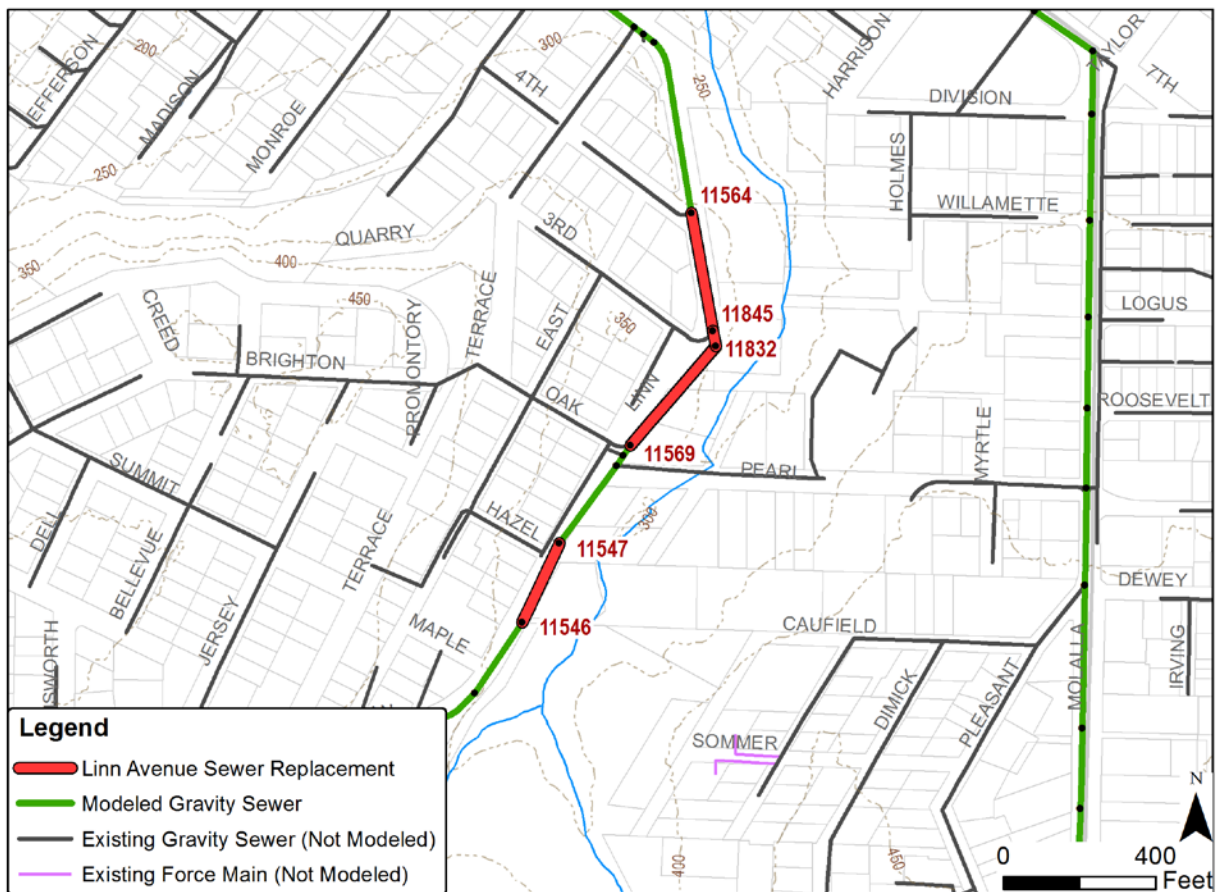 TAYLOR
7TH
HARRISON
JEFFERSON
MADISON
MONROE
200
300
250
4TH
DIVISION
250
HOLMES
WILLAMETTE
11564
3RD
QUARRY
350
400
450
CREED
PROMONTORY
TERRACE
EAST
350
11845
11832
LOGUS
BRIGHTON
OAK
LINN
ROOSEVELT
11569
PEARL
MYRTLE
SUMMIT
HAZEL
300
DELL
BELLEVUE
TERRACE
11547
DEWEY
JERSEY
MAPLE
11546
CAUFIELD
MOLALLA
IRVING
DIMICK
PLEASANT
SOMMER
400
450
Legend
Linn Avenue Sewer Replacement
Modeled Gravity Sewer
Existing Gravity Sewer (Not Modeled)
Existing Force Main (Not Modeled)
N
0 400
Feet